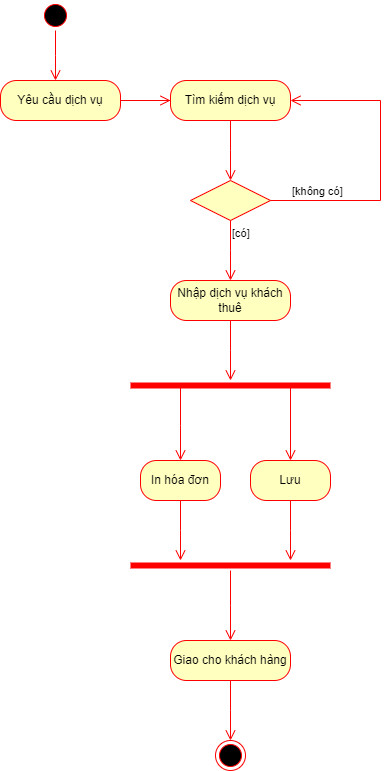 Yêu cầu dịch vụ
Tìm kiếm dịch vụ
[không có]
[có]
Nhập dịch vụ khách
thuê
In hóa đơn
Lưu
Giao cho khách hàng